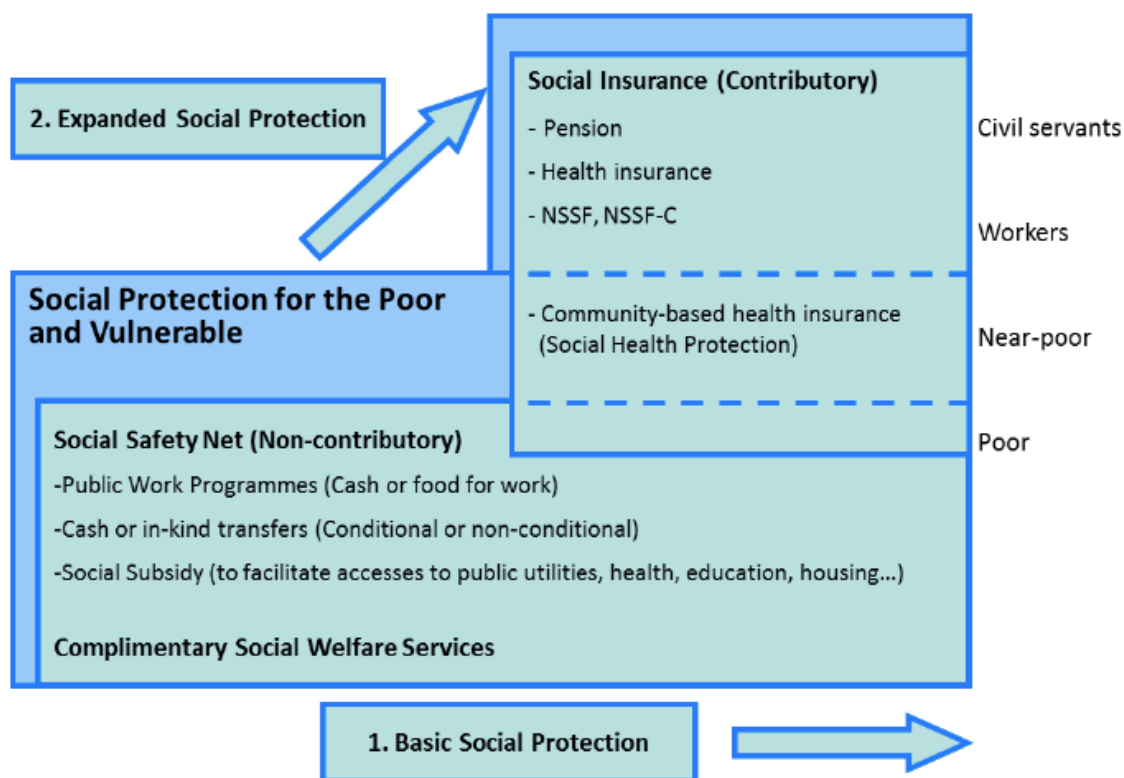 2. Expanded Social Protection
Social Insurance (Contributory)
- Pension
- Health insurance
- NSSF, NSSF-C
- Community-based health insurance
(Social Health Protection)
Civil servants
Workers
Near-poor
Poor
Social Protection for the Poor
and Vulnerable
Social Safety Net (Non-contributory)
-Public Work Programmes (Cash or food for work)
-Cash or in-kind transfers (Conditional or non-conditional)
-Social Subsidy (to facilitate accesses to public utilities, health, education, housing...)
Complimentary Social Welfare Services
1. Basic Social Protection